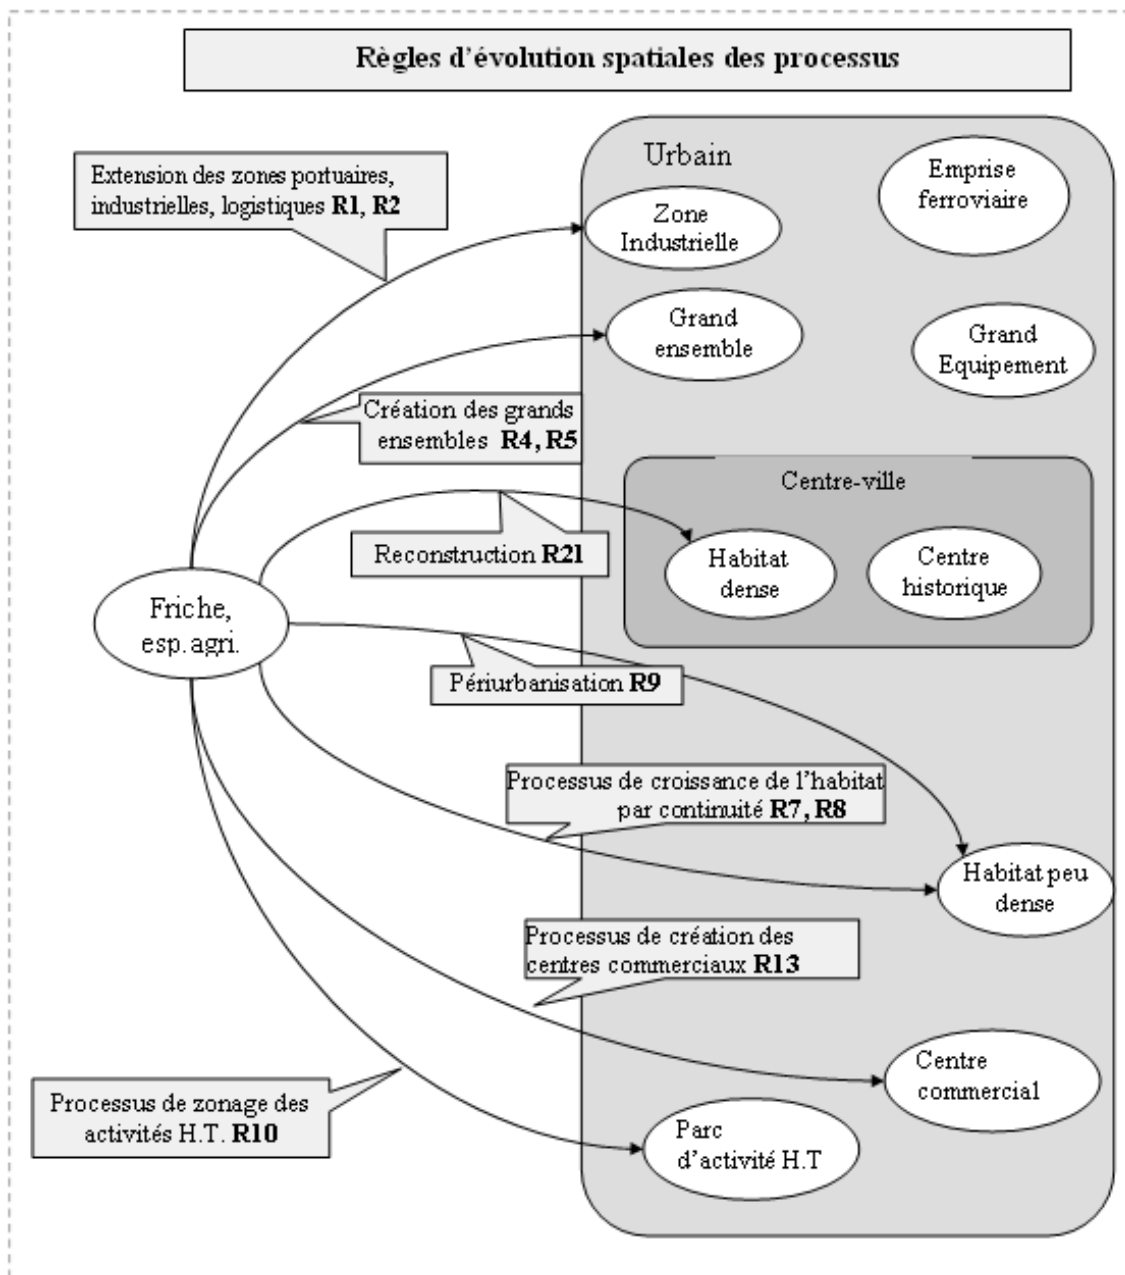 Règles d'évolution spatiales des processus
Urbain
Emprise
ferroviaire
Extension des zones portuaires,
industrielles, logistiques R1, R2
Zone
Industrielle
Grand
ensemble
Grand
Equipement
Création des grands
ensembles R4, R5
Centre-ville
Reconstruction R21
Habitat
dense
Centre
historique
Friche,
esp. agri.
Périurbanisation R9
Processus de croissance de l'habitat
par continuité R7, R8
Habitat peu
dense
Processus de création des
centres commerciaux R13
Centre
commercial
Processus de zonage des
activités H.T. R10
Parc
d'activité H.T